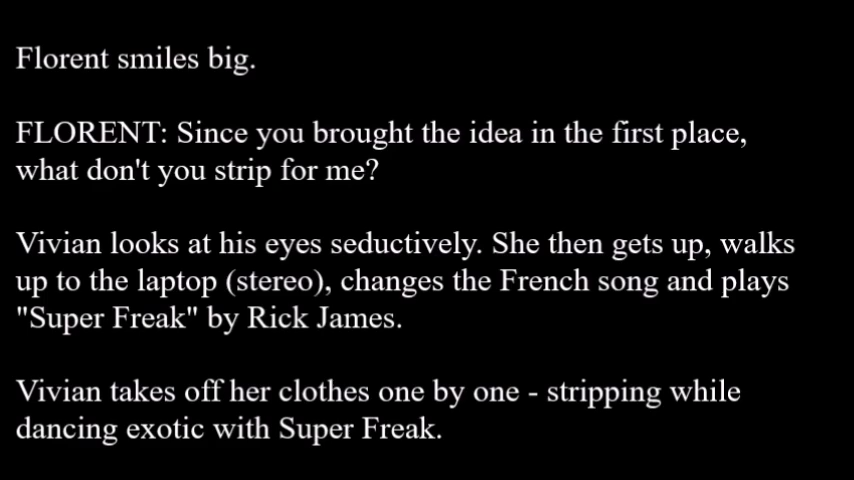 Florent smiles big.
FLORENT: Since you brought the idea in the first place,
what don't you strip for me?
Vivian looks at his eyes seductively. She then gets up, walks
up to the laptop (stereo), changes the French song and plays
"Super Freak" by Rick James.
Vivian takes off her clothes one by one - stripping while
dancing exotic with Super Freak.